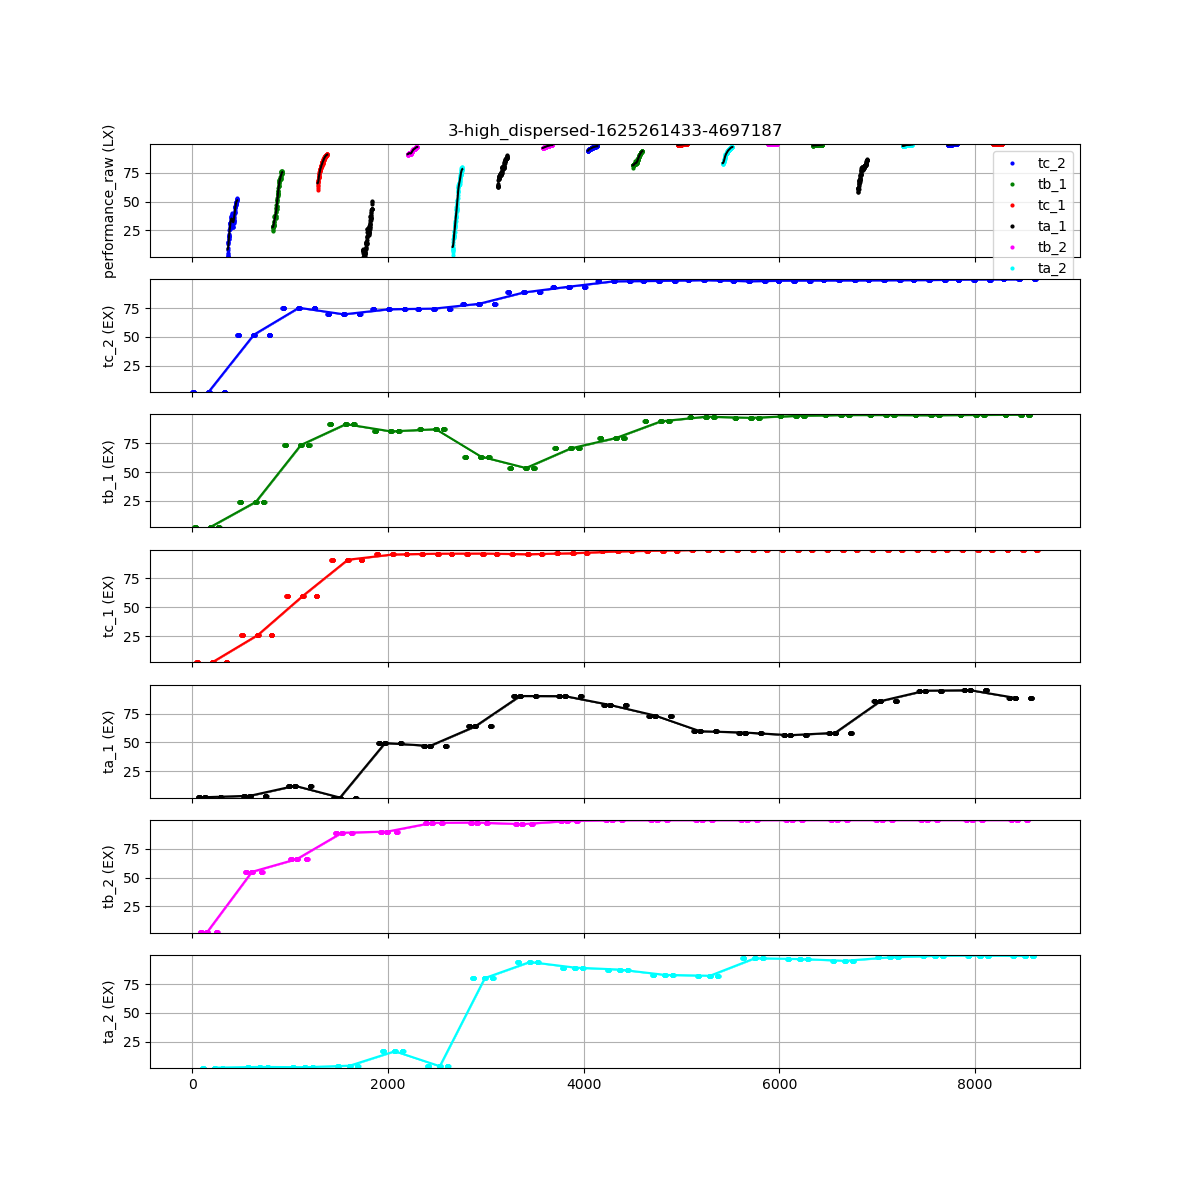 3-high_dispersed-1625261433-4697187
performance_raw (LX)
75
50
25
tc_2
tb_1
tc_1
ta_1
tb_2
ta_2
tc_2 (EX)
75
50
25
tb_1 (EX)
75
50
25
tc_1 (EX)
75
50
25
ta_1 (EX)
75
50
25
tb_2 (EX)
75
50
25
ta_2 (EX)
75
50
25
0 2000 4000 6000 8000